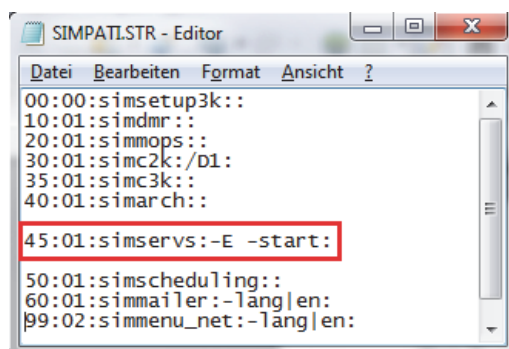 SIMPATI.STR - Editor
Datei Bearbeiten Format Ansicht ?
00:00:simsetup3k::
10:01:simdmr::
20:01:simmops::
30:01:simc2k:/D1:
35:01:simc3k::
40:01:simarch::
45:01:simservs:-E -start:
50:01:simscheduling::
60:01:simmailer:-lang|en:
99:02:simmenu_net:-lang|en: